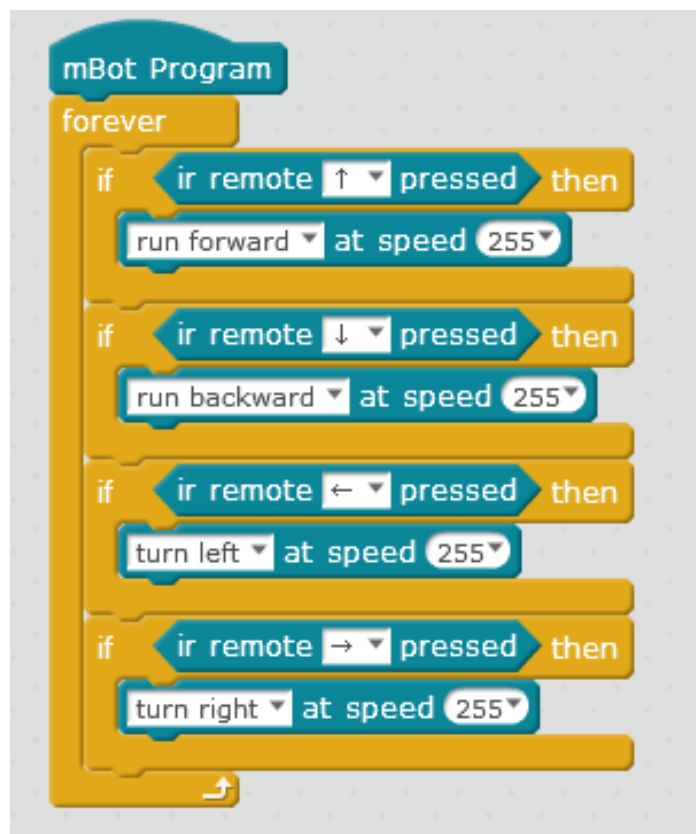 mBot Program
forever
if ir remote ↑ pressed then
run forward at speed 255
if ir remote ↓ pressed then
run backward at speed 255
if ir remote ← pressed then
turn left at speed 255
if ir remote → pressed then
turn right at speed 255